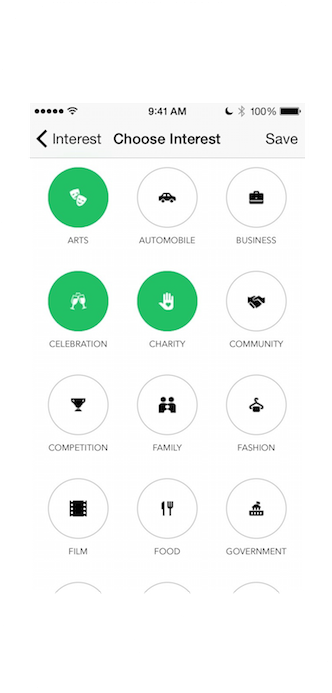 9:41 AM 100%
Interest Choose Interest Save
ARTS AUTOMOBILE BUSINESS
CELEBRATION CHARITY COMMUNITY
COMPETITION FAMILY FASHION
FILM FOOD GOVERNMENT